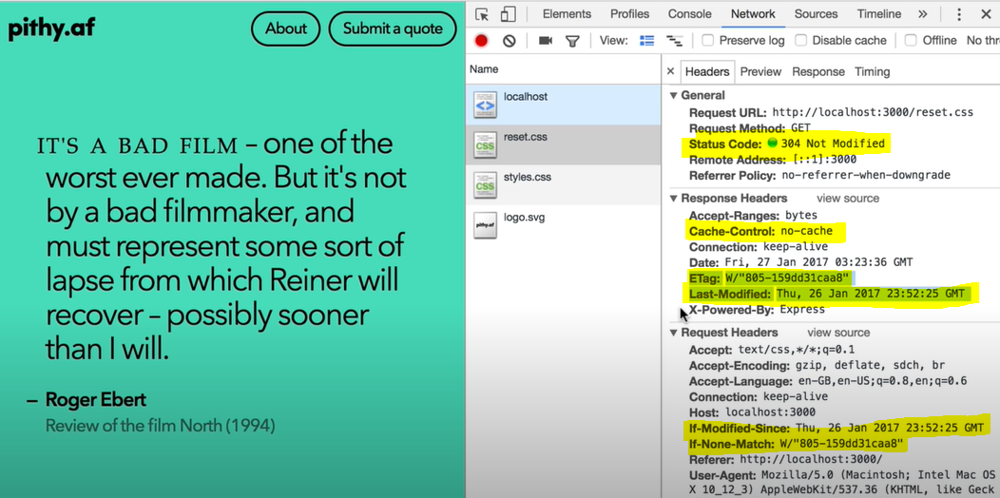 pithy.af
About
Submit a quote
IT'S A BAD FILM – one of the
worst ever made. But it's not
by a bad filmmaker, and
must represent some sort of
lapse from which Reiner will
recover – possibly sooner
than I will.
– Roger Ebert
Review of the film North (1994)
Elements Profiles Console Network Sources Timeline »
View: Preserve log Disable cache Offline No thr
Name
localhost
reset.css
styles.css
logo.svg
pithy.af
× Headers Preview Response Timing
General
Request URL: http://localhost:3000/reset.css
Request Method: GET
Status Code: 304 Not Modified
Remote Address: [::1]:3000
Referrer Policy: no-referrer-when-downgrade
Response Headers view source
Accept-Ranges: bytes
Cache-Control: no-cache
Connection: keep-alive
Date: Fri, 27 Jan 2017 03:23:36 GMT
ETag: W/"805-159dd31caa8"
Last-Modified: Thu, 26 Jan 2017 23:52:25 GMT
X-Powered-By: Express
Request Headers view source
Accept: text/css,*/*;q=0.1
Accept-Encoding: gzip, deflate, sdch, br
Accept-Language: en-GB,en-US;q=0.8,en;q=0.6
Connection: keep-alive
Host: localhost:3000
If-Modified-Since: Thu, 26 Jan 2017 23:52:25 GMT
If-None-Match: W/"805-159dd31caa8"
Referer: http://localhost:3000/
User-Agent: Mozilla/5.0 (Macintosh; Intel Mac OS
X 10_12_3) AppleWebKit/537.36 (KHTML, like Geck